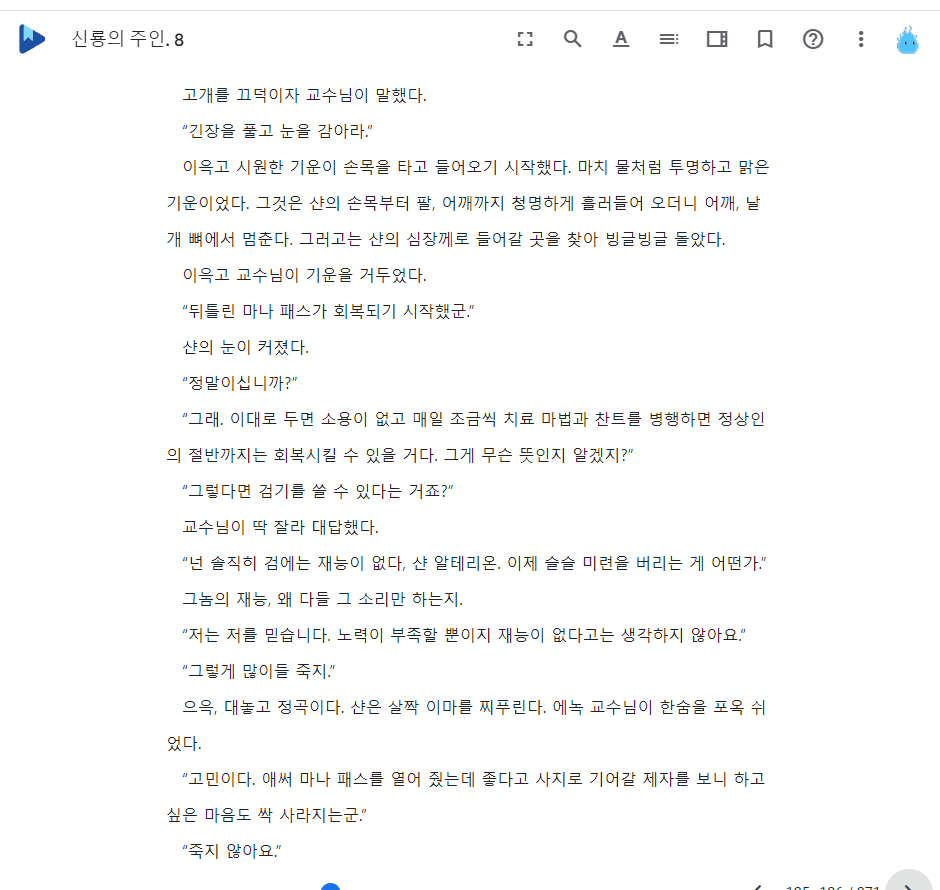 신룡의 주인. 8
고개를 끄덕이자 교수님이 말했다.
“긴장을 풀고 눈을 감아라.”
이윽고 시원한 기운이 손목을 타고 들어오기 시작했다. 마치 물처럼 투명하고 맑은
기운이었다. 그것은 샨의 손목부터 팔, 어깨까지 청명하게 흘러들어 오더니 어깨, 날
개 뼈에서 멈춘다. 그러고는 샨의 심장께로 들어갈 곳을 찾아 빙글빙글 돌았다.
이윽고 교수님이 기운을 거두었다.
“뒤틀린 마나 패스가 회복되기 시작했군.”
샨의 눈이 커졌다.
“정말이십니까?”
“그래. 이대로 두면 소용이 없고 매일 조금씩 치료 마법과 찬트를 병행하면 정상인
의 절반까지는 회복시킬 수 있을 거다. 그게 무슨 뜻인지 알겠지?”
“그렇다면 검기를 쓸 수 있다는 거죠?”
교수님이 딱 잘라 대답했다.
“넌 솔직히 검에는 재능이 없다, 샨 알테리온. 이제 슬슬 미련을 버리는 게 어떤가.”
그놈의 재능, 왜 다들 그 소리만 하는지.
“저는 저를 믿습니다. 노력이 부족할 뿐이지 재능이 없다고는 생각하지 않아요.”
“그렇게 많이들 죽지.”
으윽, 대놓고 정곡이다. 샨은 살짝 이마를 찌푸린다. 에녹 교수님이 한숨을 포옥 쉬
었다.
“고민이다. 애써 마나 패스를 열어 줬는데 좋다고 사지로 기어갈 제자를 보니 하고
싶은 마음도 싹 사라지는군.”
“죽지 않아요.”